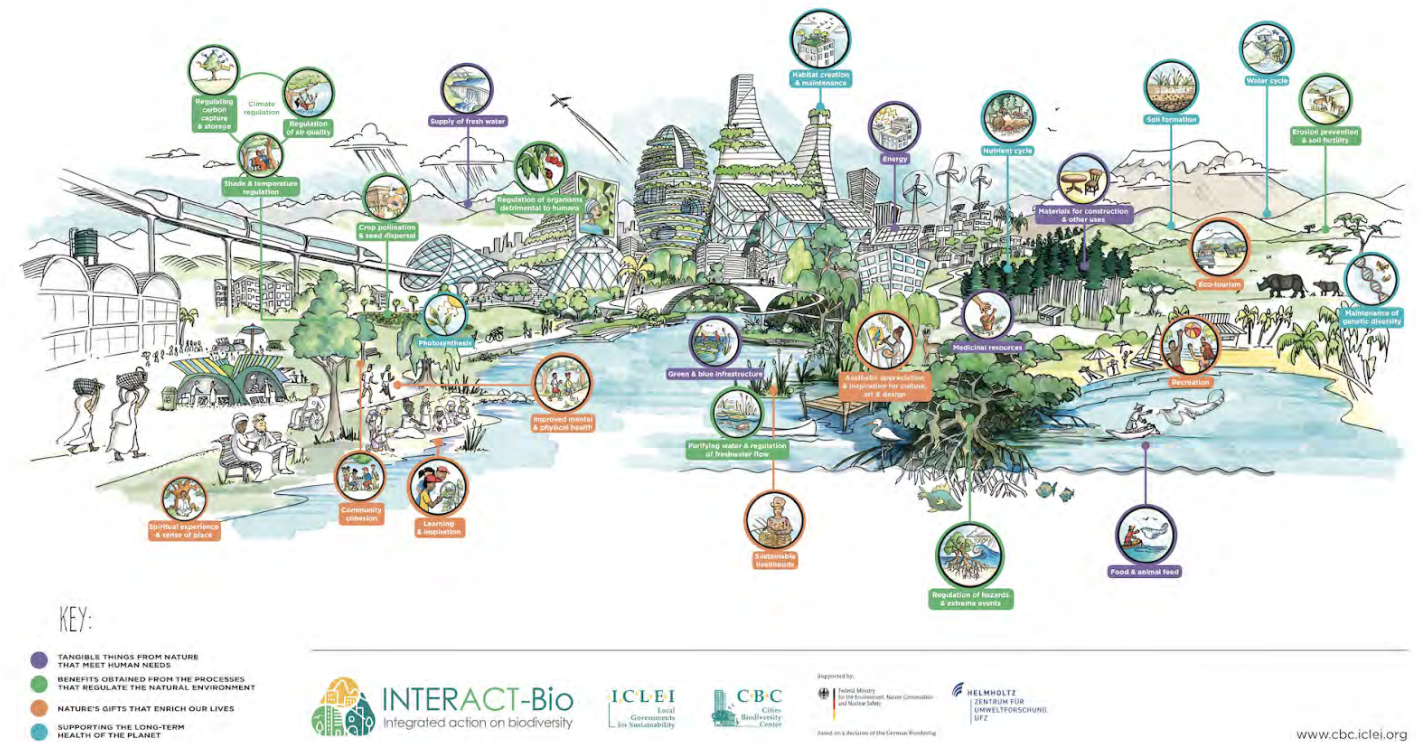 Regulating
carbon
capture
& storage
Climate
regulation
Regulation
of air quality
Shade & temperature
regulation
Supply of fresh water
Crop pollination
& seed dispersal
Regulation of organisms
detrimental to humans
Habitat creation
& maintenance
Energy
Nutrient cycle
Materials for construction
& other uses
Soil formation
Water cycle
Erosion prevention
& soil fertility
Eco-tourism
Maintenance of
genetic diversity
Photosynthesis
Green & blue infrastructure
Aesthetic appreciation
& inspiration for culture,
art & design
Medicinal resources
Recreation
Improved mental
& physical health
Purifying water & regulation
of freshwater flow
Spiritual experience
& sense of place
Community
cohesion
Learning
& inspiration
Sustainable
livelihoods
Regulation of hazards
& extreme events
Food & animal feed
KEY:
TANGIBLE THINGS FROM NATURE
THAT MEET HUMAN NEEDS
BENEFITS OBTAINED FROM THE PROCESSES
THAT REGULATE THE NATURAL ENVIRONMENT
NATURE'S GIFTS THAT ENRICH OUR LIVES
SUPPORTING THE LONG-TERM
HEALTH OF THE PLANET
INTERACT-Bio
Integrated action on biodiversity
I.C.L.E.I
Local
Governments
for Sustainability
C.B.C
Cities
Biodiversity
Center
Supported by:
Federal Ministry
for the Environment, Nature Conservation
and Nuclear Safety
based on a decision of the German Bundestag
HELMHOLTZ
ZENTRUM FÜR
UMWELTFORSCHUNG
UFZ
www.cbc.iclei.org